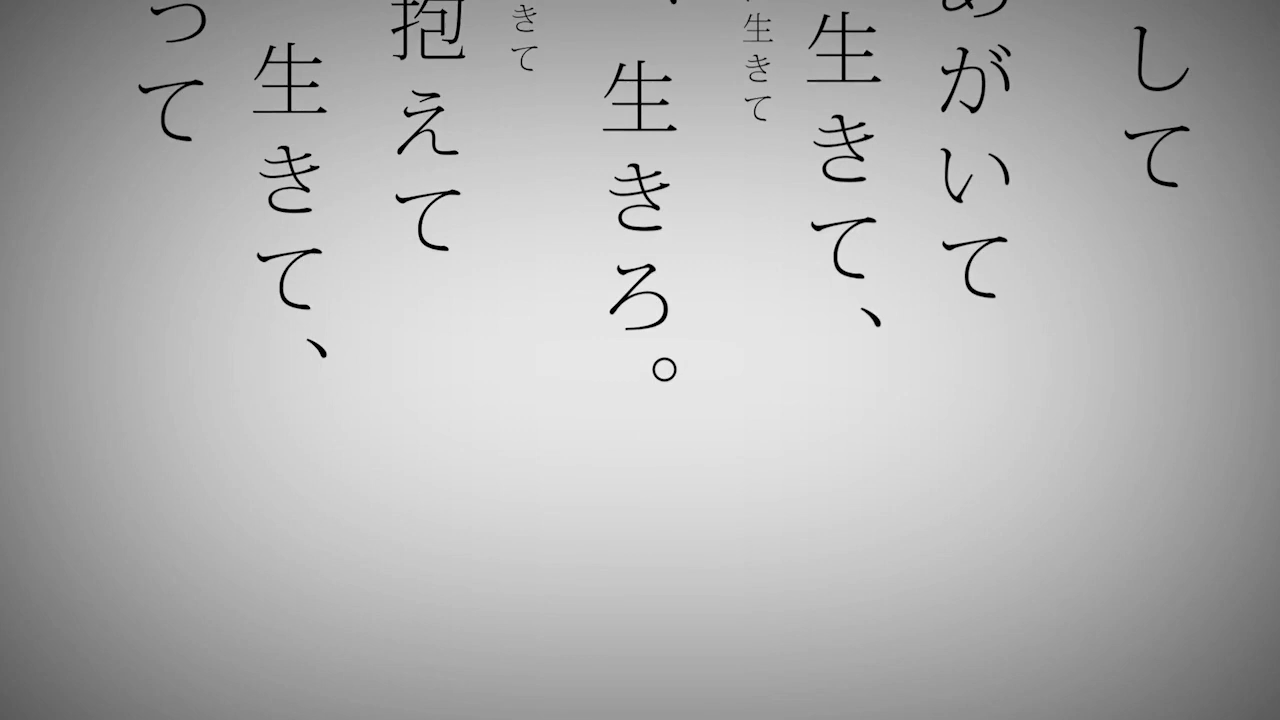 して
あがいて
生きて、
生きて
生きろ。
きて
抱えて
生きて、
って